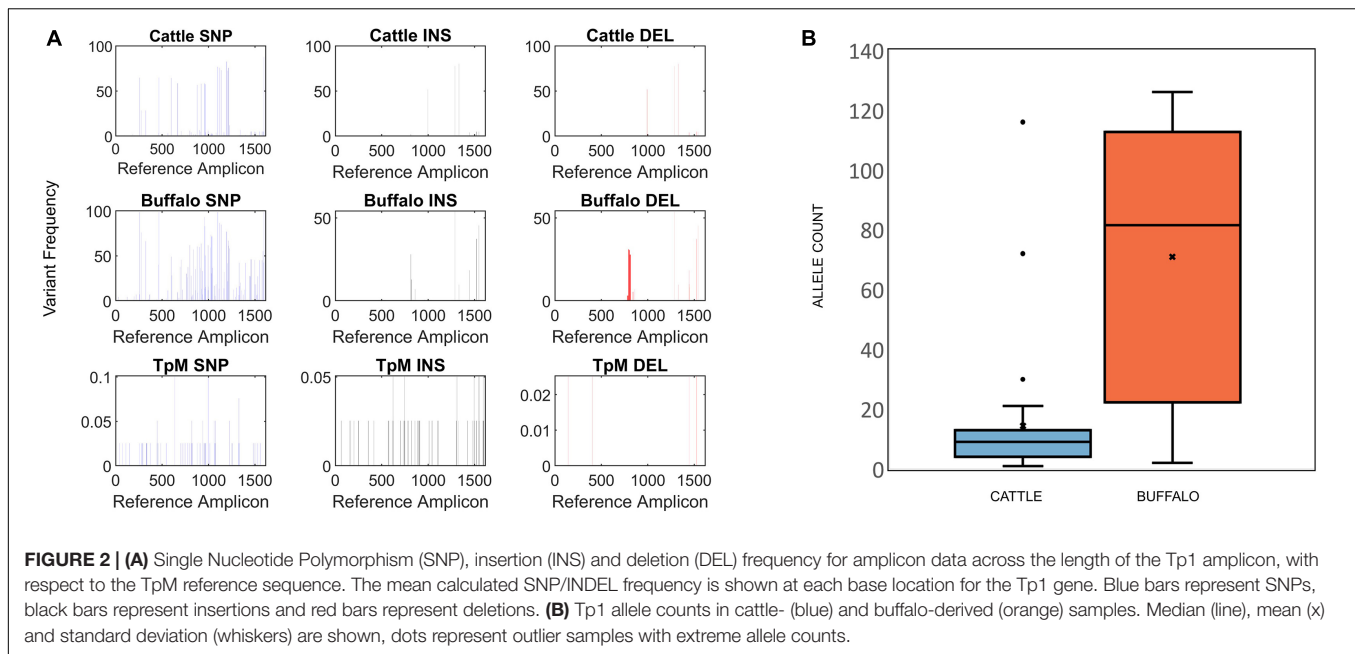 A
Cattle SNP
Cattle INS
Cattle DEL
100
50
0
0 500 1000 1500
Reference Amplicon
100
50
0
0 500 1000 1500
Reference Amplicon
100
50
0
0 500 1000 1500
Reference Amplicon
Variant Frequency
Buffalo SNP
Buffalo INS
Buffalo DEL
100
50
0
0 500 1000 1500
Reference Amplicon
50
0
0 500 1000 1500
Reference Amplicon
50
0
0 500 1000 1500
Reference Amplicon
TpM SNP
TpM INS
TpM DEL
0.1
0.05
0
0 500 1000 1500
Reference Amplicon
0.05
0
0 500 1000 1500
Reference Amplicon
0.02
0.01
0
0 500 1000 1500
Reference Amplicon
B
ALLELE COUNT
140
120
100
80
60
40
20
0
CATTLE
BUFFALO
FIGURE 2 | (A) Single Nucleotide Polymorphism (SNP), insertion (INS) and deletion (DEL) frequency for amplicon data across the length of the Tp1 amplicon, with
respect to the TpM reference sequence. The mean calculated SNP/INDEL frequency is shown at each base location for the Tp1 gene. Blue bars represent SNPs,
black bars represent insertions and red bars represent deletions. (B) Tp1 allele counts in cattle- (blue) and buffalo-derived (orange) samples. Median (line), mean (x)
and standard deviation (whiskers) are shown, dots represent outlier samples with extreme allele counts.